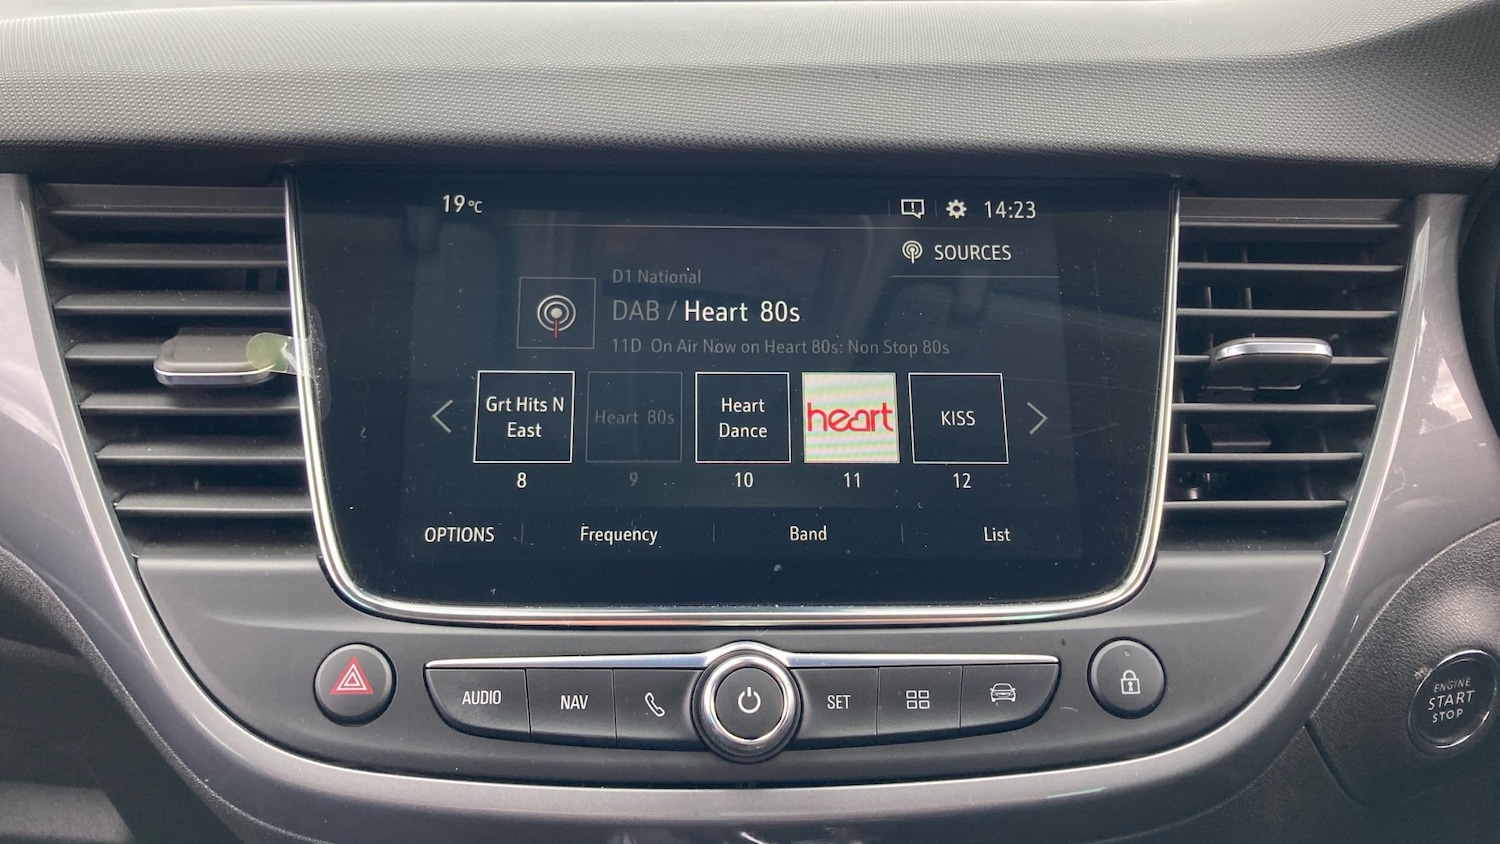 19°C
14:23
SOURCES
D1 National
DAB / Heart 80s
11D On Air Now on Heart 80s: Non Stop 80s
Grt Hits N
East
Heart 80s
Heart
Dance
heart
KISS
8
9
10
11
12
OPTIONS
Frequency
Band
List
AUDIO
NAV
SET
ENGINE
START
STOP